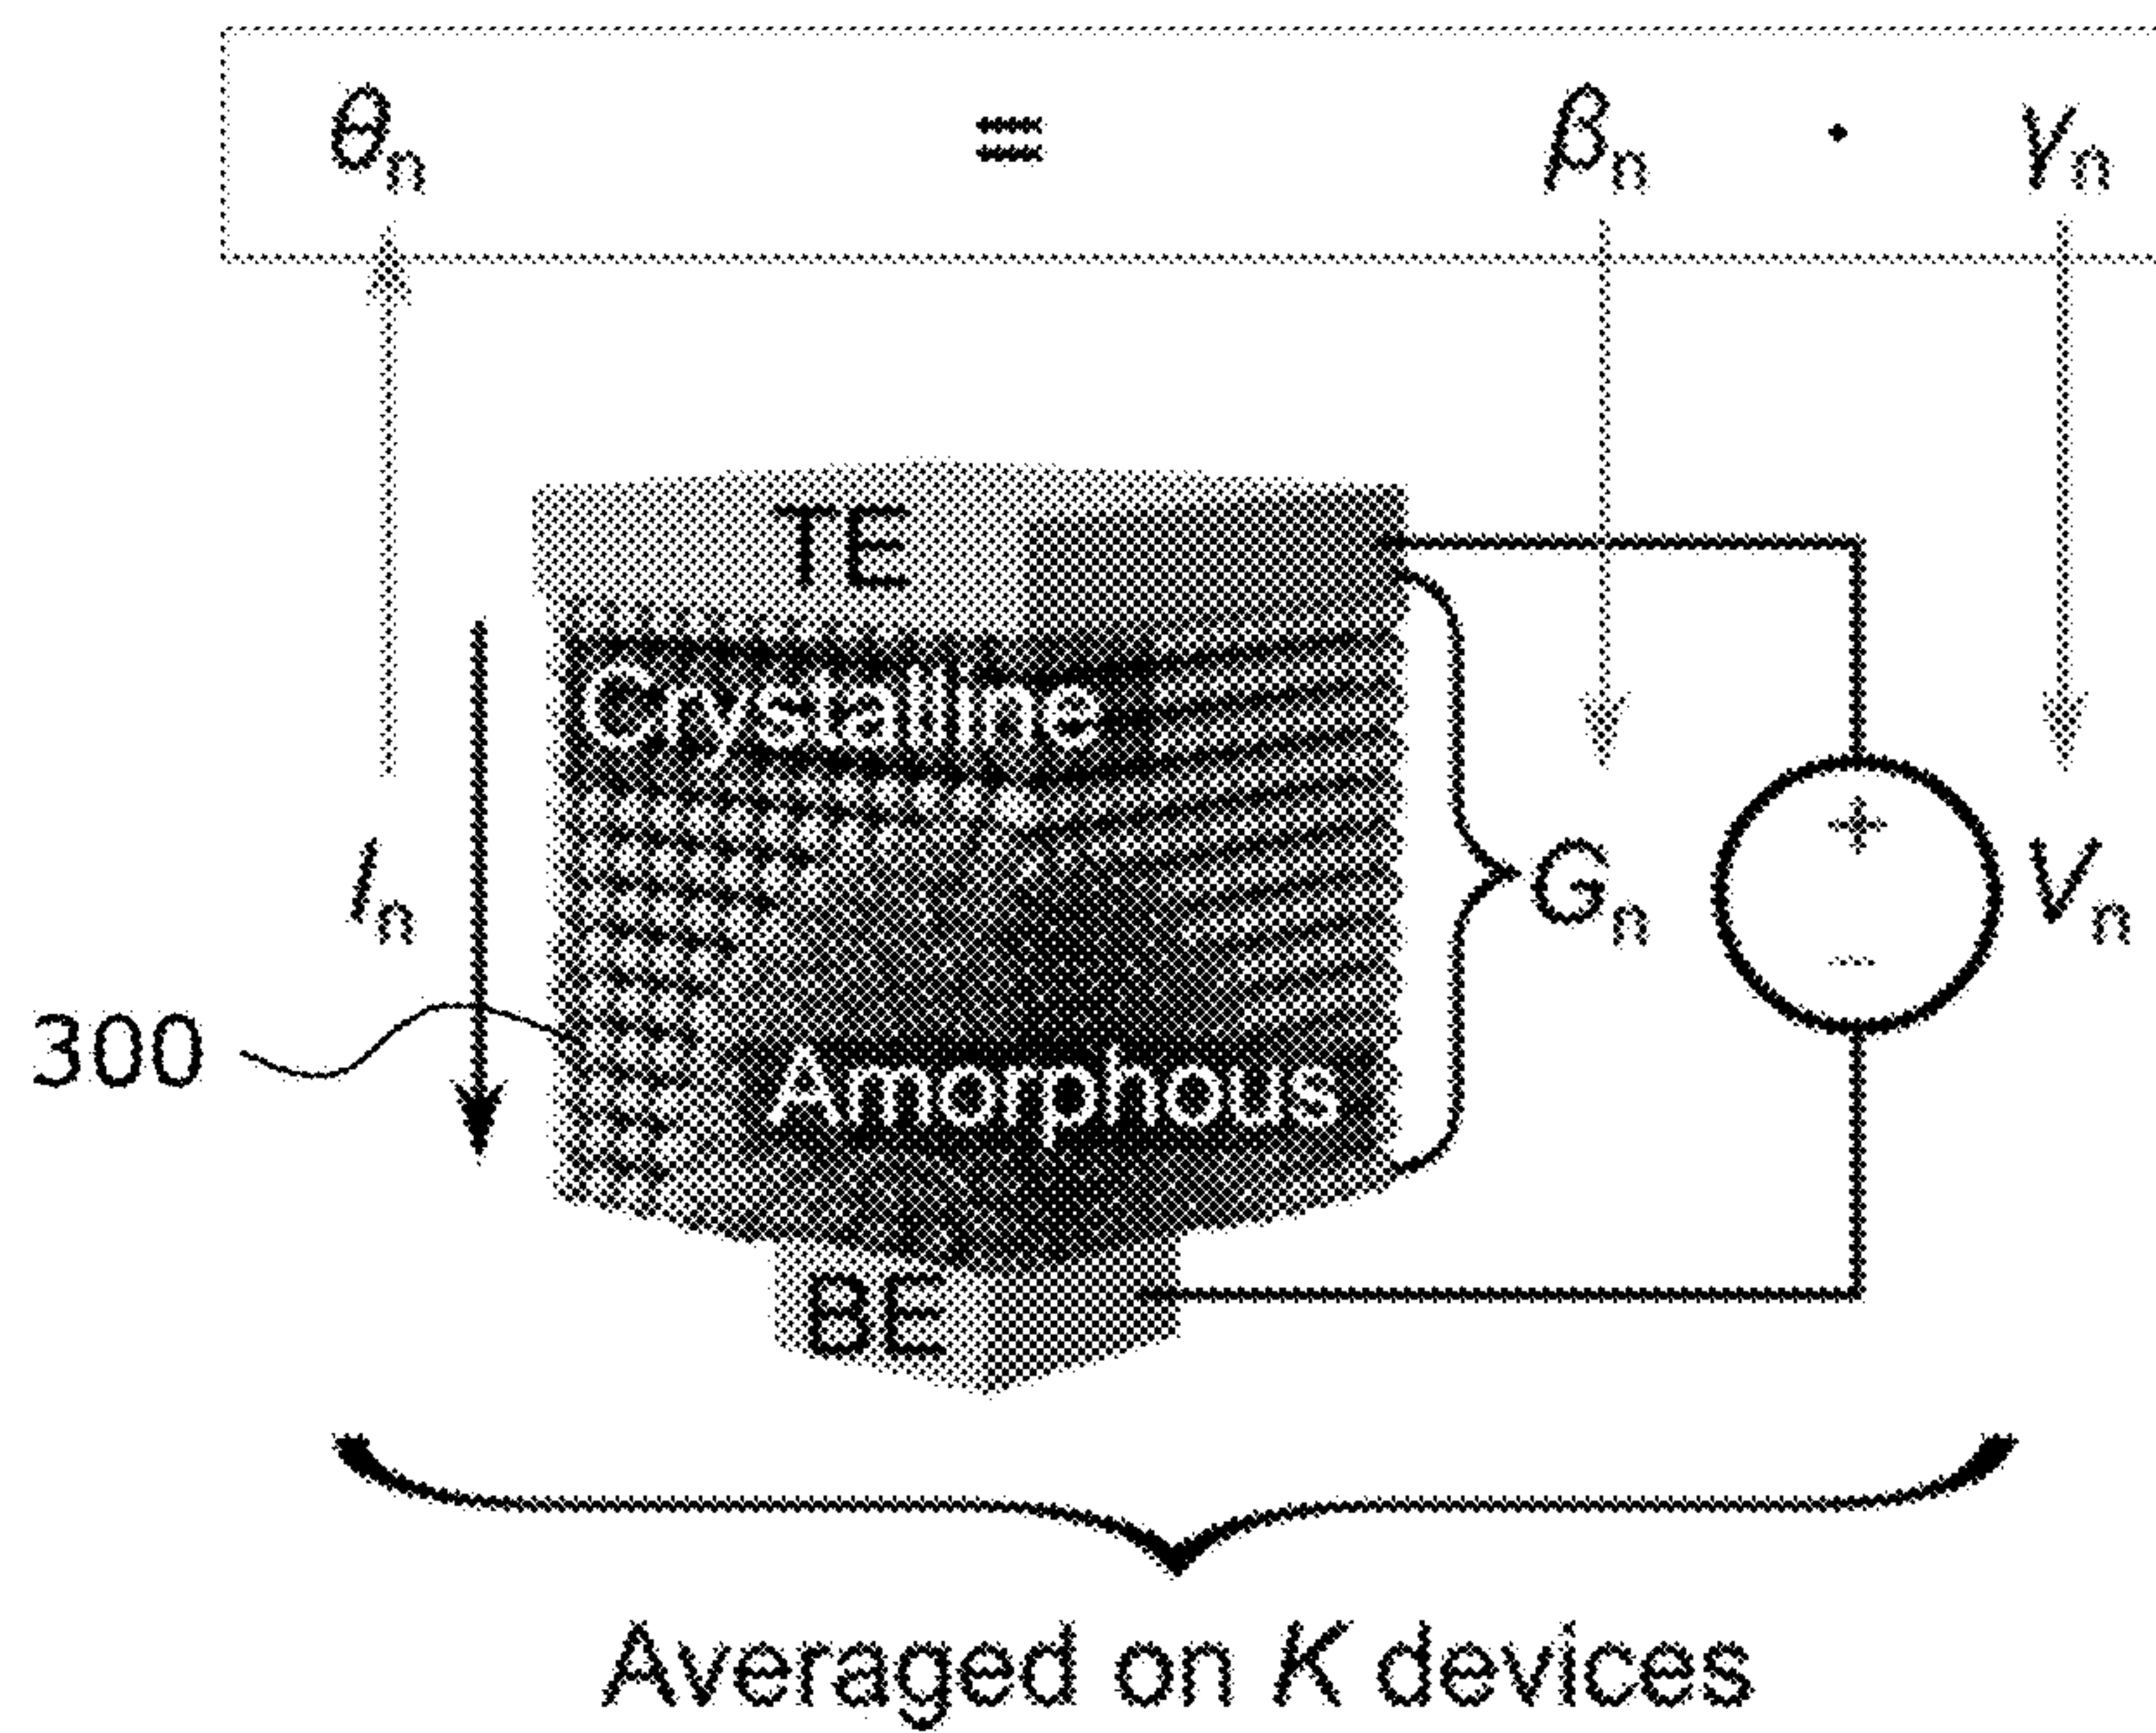 θn = βn · γn
TE
Crystalline
In
Gn
+
−
Vn
300
Amorphous
BE
Averaged on K devices